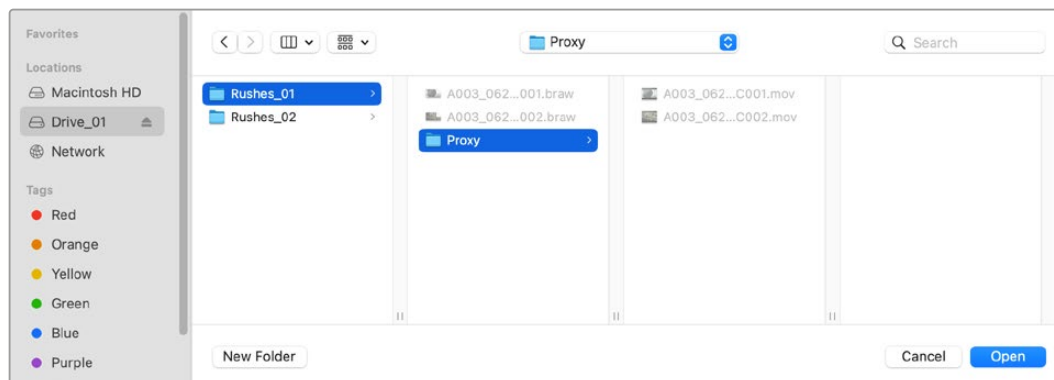 Favorites
Locations
Macintosh HD
Drive_01
Network
Tags
Red
Orange
Yellow
Green
Blue
Purple
Proxy
Search
Rushes_01
Rushes_02
A003_062...001.braw
A003_062...002.braw
Proxy
A003_062...C001.mov
A003_062...C002.mov
New Folder
Cancel
Open